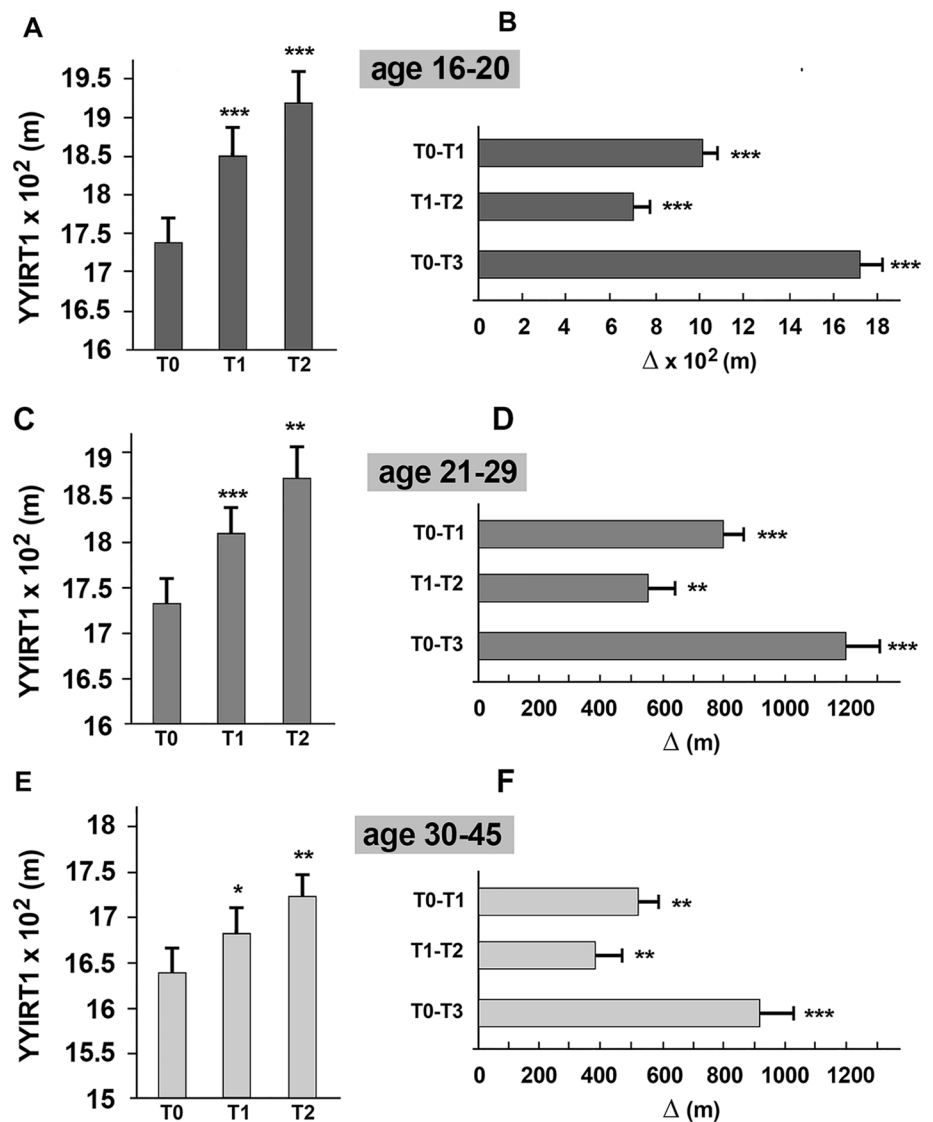 A
B
age 16-20
YYIRT1 x 10² (m)
19.5
19
18.5
18
17.5
17
16.5
16
***
***
T0 T1 T2
T0-T1 ***
T1-T2 ***
T0-T3 ***
0 2 4 6 8 10 12 14 16 18
Δ x 10² (m)
C
D
age 21-29
YYIRT1 x 10² (m)
19
18.5
18
17.5
17
16.5
16
***
**
T0 T1 T2
T0-T1 ***
T1-T2 **
T0-T3 ***
0 200 400 600 800 1000 1200
Δ (m)
E
F
age 30-45
YYIRT1 x 10² (m)
18
17.5
17
16.5
16
15.5
15
*
**
T0 T1 T2
T0-T1 **
T1-T2 **
T0-T3 ***
0 200 400 600 800 1000 1200
Δ (m)